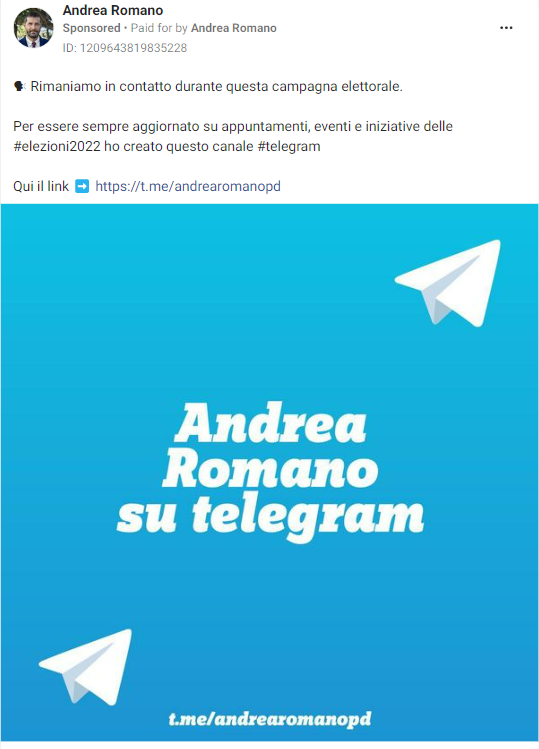 Andrea Romano
Sponsored • Paid for by Andrea Romano
ID: 1209643819835228
🗣 Rimaniamo in contatto durante questa campagna elettorale.
Per essere sempre aggiornato su appuntamenti, eventi e iniziative delle
#elezioni2022 ho creato questo canale #telegram
Qui il link ➡ https://t.me/andrearomanopd
Andrea
Romano
su telegram
t.me/andrearomanopd